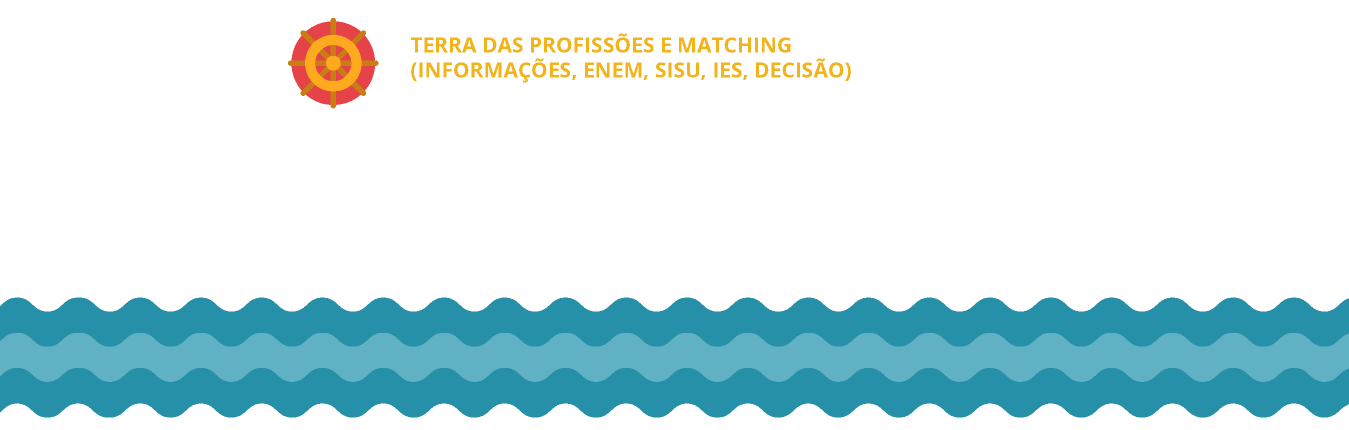 TERRA DAS PROFISSÕES E MATCHING
(INFORMAÇÕES, ENEM, SISU, IES, DECISÃO)